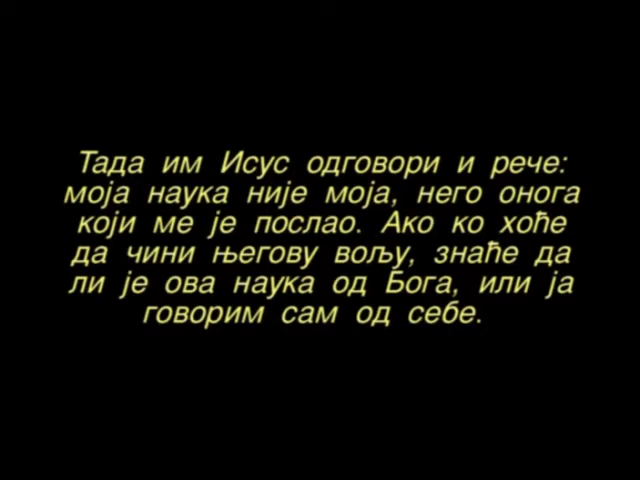 Тада им Исус одговори и рече:
моја наука није моја, него онога
који ме је послао. Ако ко хоће
да чини његову вољу, знаће да
ли је ова наука од Бога, или ја
говорим сам од себе.